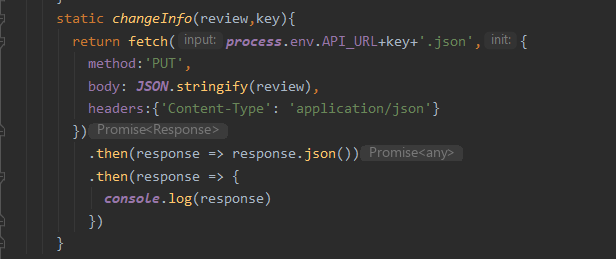 static changeInfo(review,key){
return fetch( input: process.env.API_URL+key+'.json', init: {
method:'PUT',
body: JSON.stringify(review),
headers:{'Content-Type': 'application/json'}
}) Promise<Response>
.then(response => response.json()) Promise<any>
.then(response => {
console.log(response)
})
}